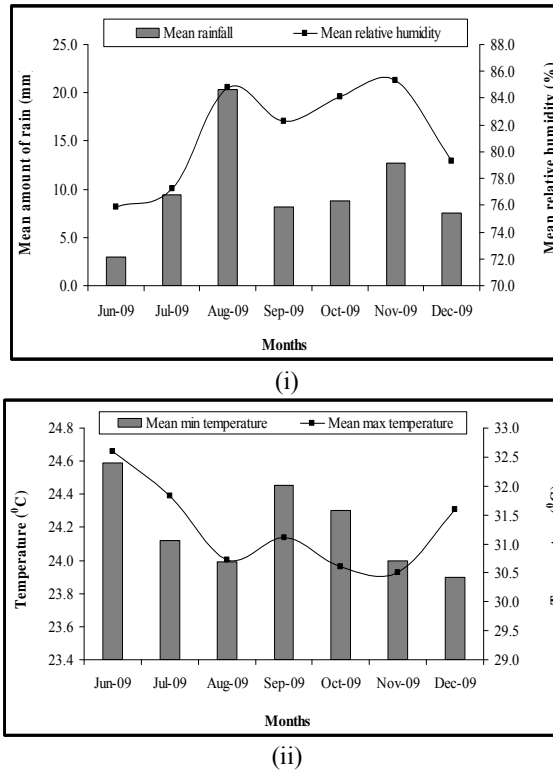 Mean rainfall Mean relative humidity
Mean amount of rain (mm)
25.0
20.0
15.0
10.0
5.0
0.0
88.0
86.0
84.0
82.0
80.0
78.0
76.0
74.0
72.0
70.0
Mean relative humidity (%)
Jun-09 Jul-09 Aug-09 Sep-09 Oct-09 Nov-09 Dec-09
Months
(i)
Mean min temperature Mean max temperature
Temperature (⁰C)
24.8
24.6
24.4
24.2
24.0
23.8
23.6
23.4
33.0
32.5
32.0
31.5
31.0
30.5
30.0
29.5
29.0
(⁰C)
Jun-09 Jul-09 Aug-09 Sep-09 Oct-09 Nov-09 Dec-09
Months
(ii)